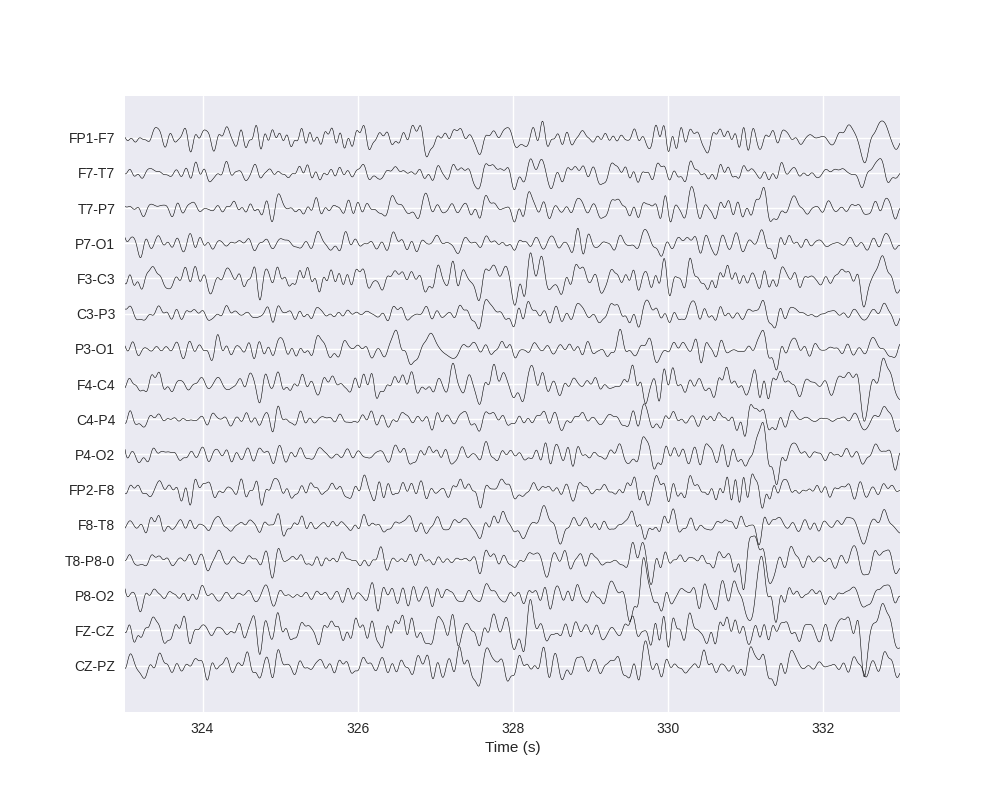 FP1-F7
F7-T7
T7-P7
P7-O1
F3-C3
C3-P3
P3-O1
F4-C4
C4-P4
P4-O2
FP2-F8
F8-T8
T8-P8-0
P8-O2
FZ-CZ
CZ-PZ
324 326 328 330 332
Time (s)